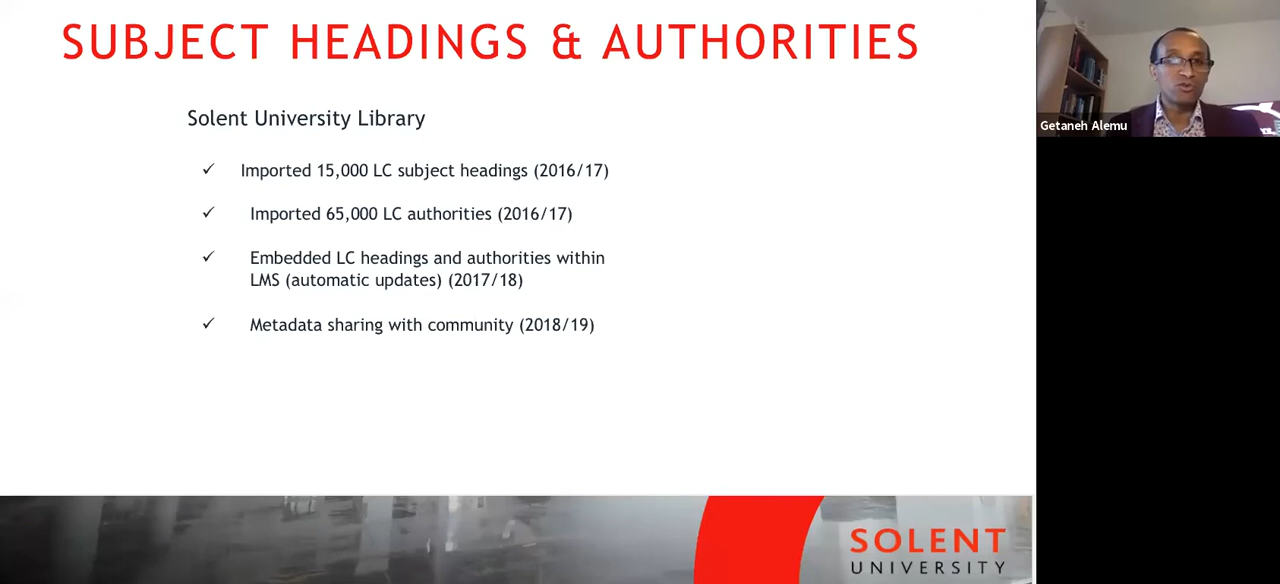 SUBJECT HEADINGS & AUTHORITIES
Solent University Library
✓ Imported 15,000 LC subject headings (2016/17)
✓ Imported 65,000 LC authorities (2016/17)
✓ Embedded LC headings and authorities within
LMS (automatic updates) (2017/18)
✓ Metadata sharing with community (2018/19)
Getaneh Alemu
SOLENT
UNIVERSITY